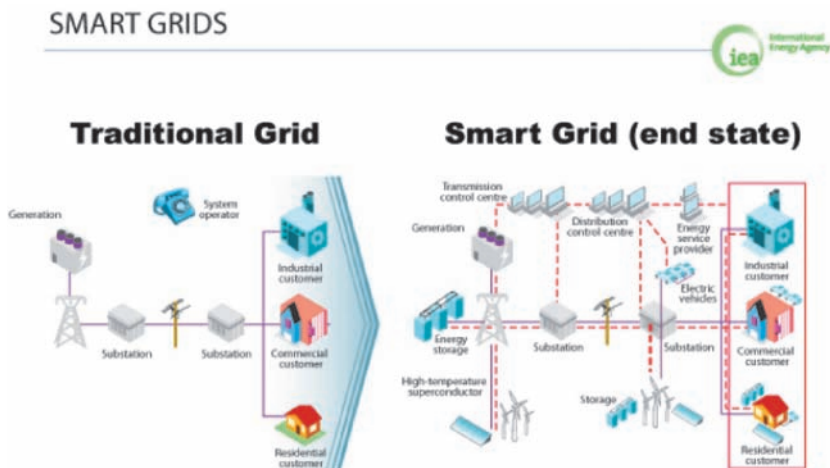 SMART GRIDS
iea
International
Energy Agency
Traditional Grid
Generation
System
operator
Industrial
customer
Substation
Substation
Commercial
customer
Residential
customer
Smart Grid (end state)
Transmission
control centre
Distribution
control centre
Energy
service
provider
Generation
Industrial
customer
Electric
vehicles
Energy
storage
Substation
Substation
Commercial
customer
High-temperature
superconductor
Storage
Residential
customer